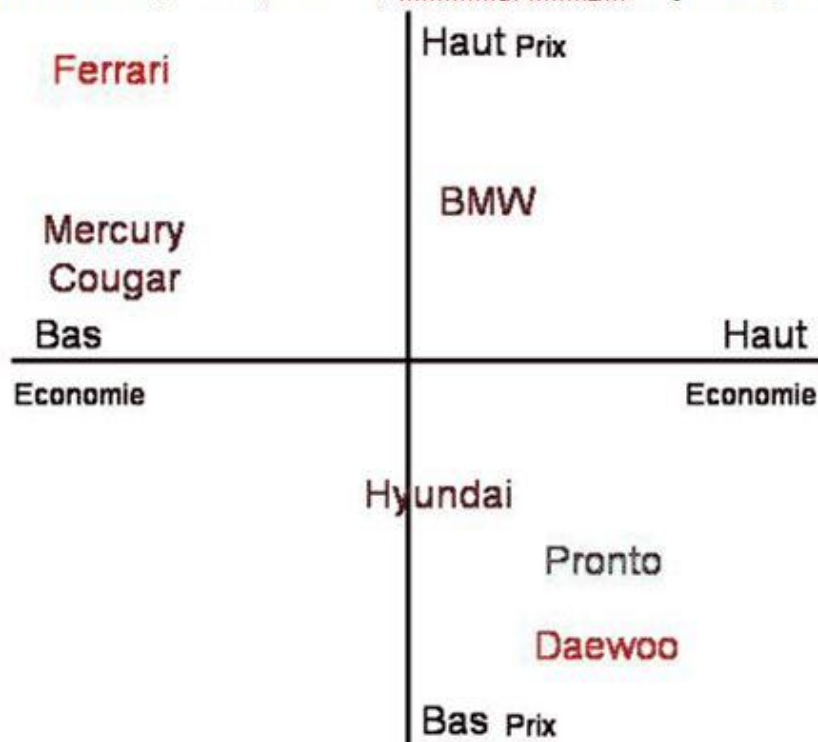 Haut Prix
Ferrari
BMW
Mercury
Cougar
Bas
Haut
Economie
Economie
Hyundai
Pronto
Daewoo
Bas Prix